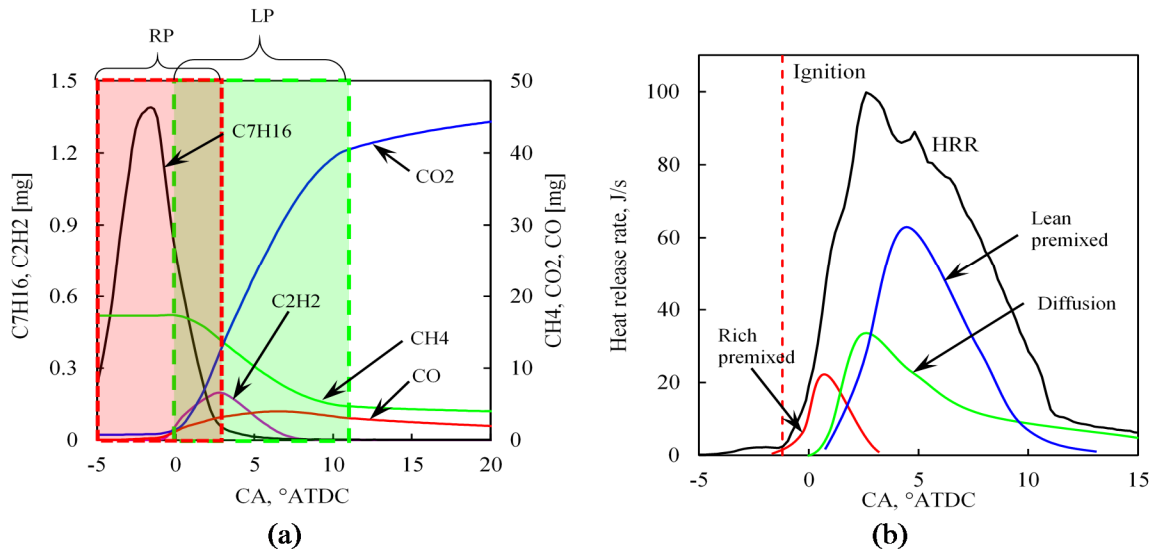 RP
LP
1.5
1.2
0.9
0.6
0.3
0
C7H16, C2H2 [mg]
50
40
30
20
10
0
CH4, CO2, CO [mg]
C7H16
CO2
C2H2
CH4
CO
-5
0
5
10
15
20
CA, °ATDC
(a)
100
80
60
40
20
0
Heat release rate, J/s
Ignition
HRR
Lean
premixed
Diffusion
Rich
premixed
-5
0
5
10
15
CA, °ATDC
(b)